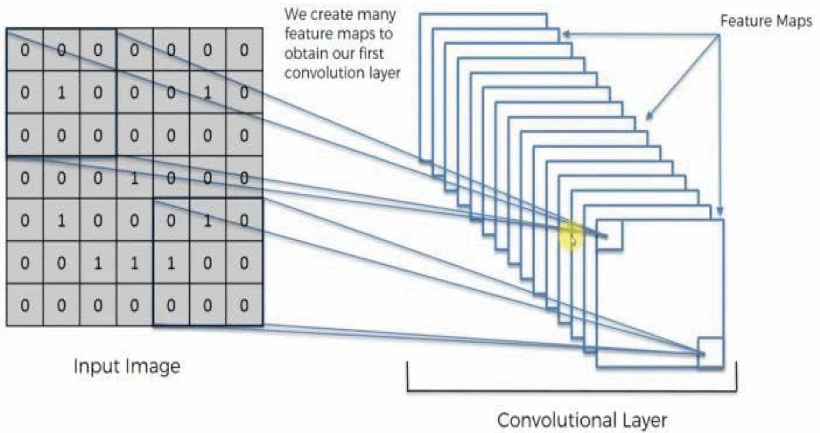 We create many
feature maps to
obtain our first
convolution layer
Feature Maps
0 0 0 0 0 0 0
0 1 0 0 0 1 0
0 0 0 0 0 0 0
0 0 0 1 0 0 0
0 1 0 0 0 1 0
0 0 1 1 1 0 0
0 0 0 0 0 0 0
Input Image
Convolutional Layer